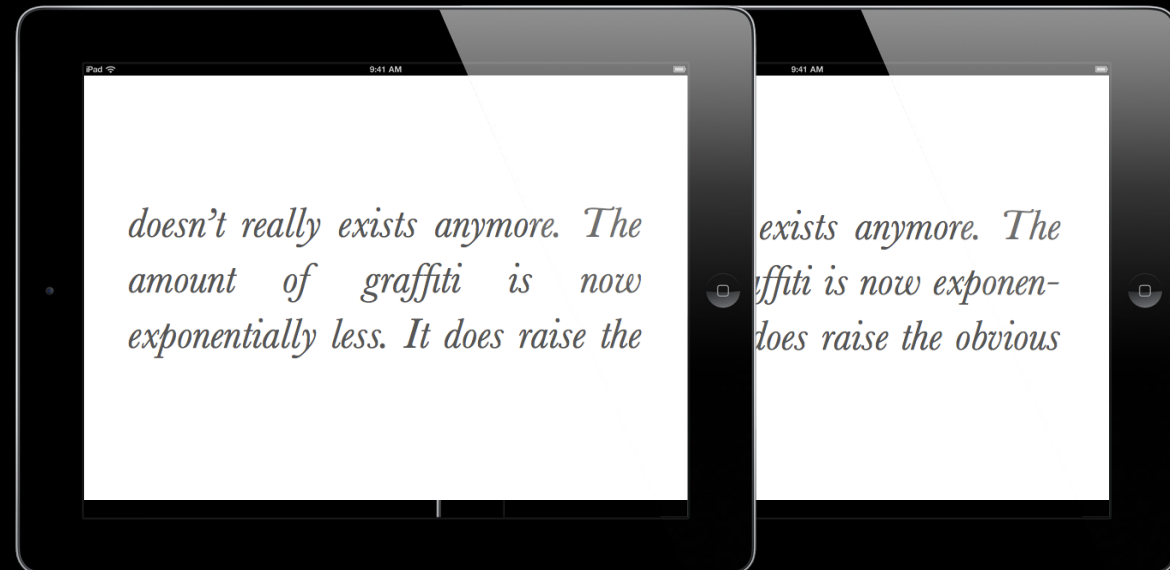 iPad
9:41 AM
doesn’t really exists anymore. The
amount of graffiti is now
exponentially less. It does raise the
9:41 AM
exists anymore. The
affiti is now exponen-
does raise the obvious